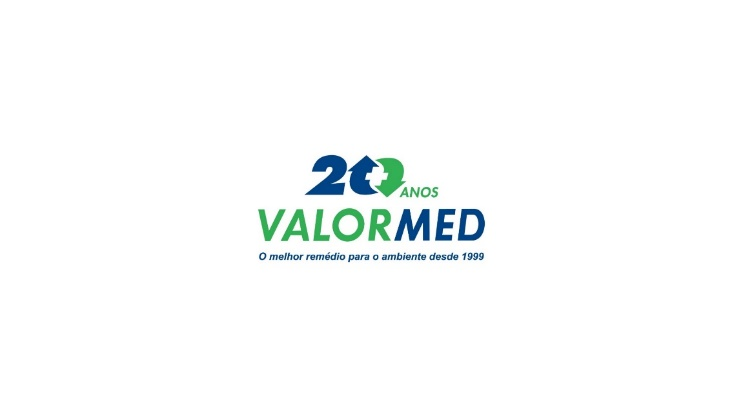 20 ANOS
VALORMED
O melhor remédio para o ambiente desde 1999